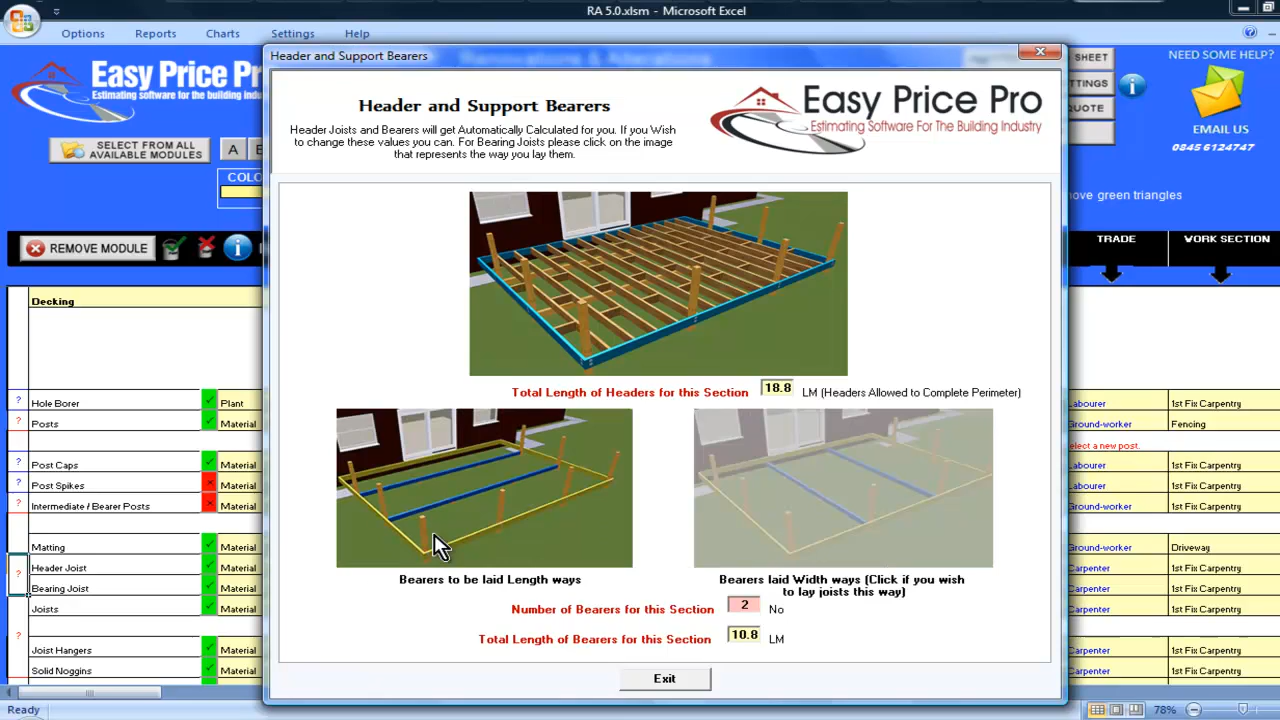 RA 5.0.xlsm - Microsoft Excel
Options Reports Charts Settings Help
Header and Support Bearers
Easy Price Pr
Estimating software for the building
SELECT FROM ALL AVAILABLE MODULES
A
COLO
Header and Support Bearers
Header Joists and Bearers will get Automatically Calculated for you. If you Wish
to change these values you can. For Bearing Joists please click on the image
that represents the way you lay them.
Easy Price Pro
Estimating Software For The Building Industry
SHEET
TTINGS
QUOTE
NEED SOME HELP?
EMAIL US
0845 6124747
move green triangles
REMOVE MODULE
TRADE WORK SECTION
Decking
Total Length of Headers for this Section 18.8 LM (Headers Allowed to Complete Perimeter)
Bearers to be laid Length ways
Bearers laid Width ways (Click if you wish
to lay joists this way)
Number of Bearers for this Section 2 No
Total Length of Bearers for this Section 10.8 LM
Exit
? Hole Borer Plant
? Posts Material
? Post Caps Material
? Post Spikes Material
? Intermediate / Bearer Posts Material
Matting Material
? Header Joist Material
Bearing Joist Material
Joists Material
?
Joist Hangers Material
Solid Noggins Material
Labourer 1st Fix Carpentry
Ground-worker Fencing
elect a new post.
Labourer 1st Fix Carpentry
Labourer 1st Fix Carpentry
Ground-worker 1st Fix Carpentry
Ground-worker Driveway
Carpenter 1st Fix Carpentry
Carpenter 1st Fix Carpentry
Carpenter 1st Fix Carpentry
Carpenter 1st Fix Carpentry
Carpenter 1st Fix Carpentry
Ready
78%